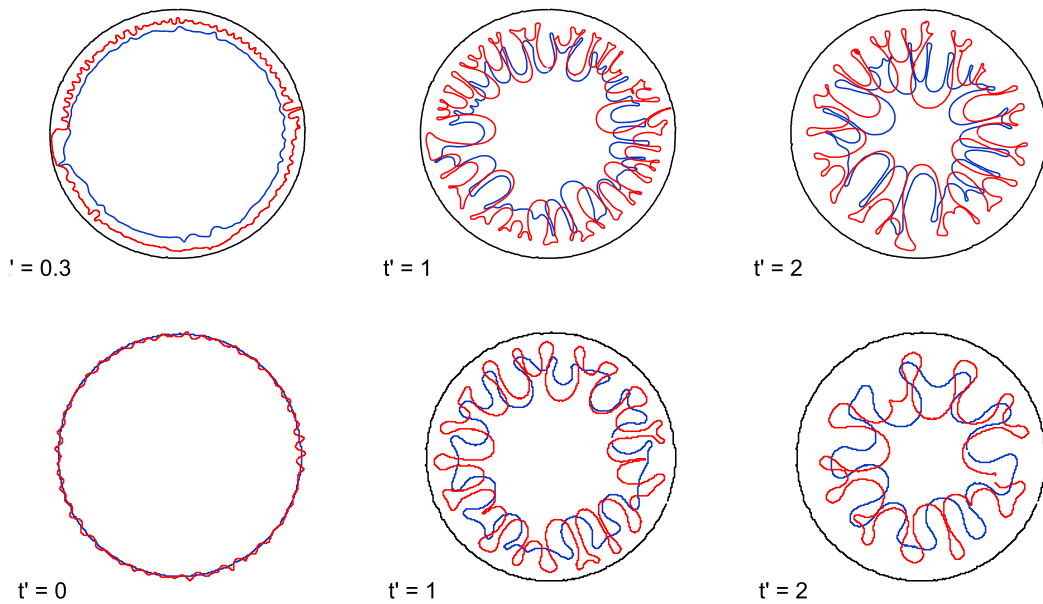 ' = 0.3
t' = 1
t' = 2
t' = 0
t' = 1
t' = 2